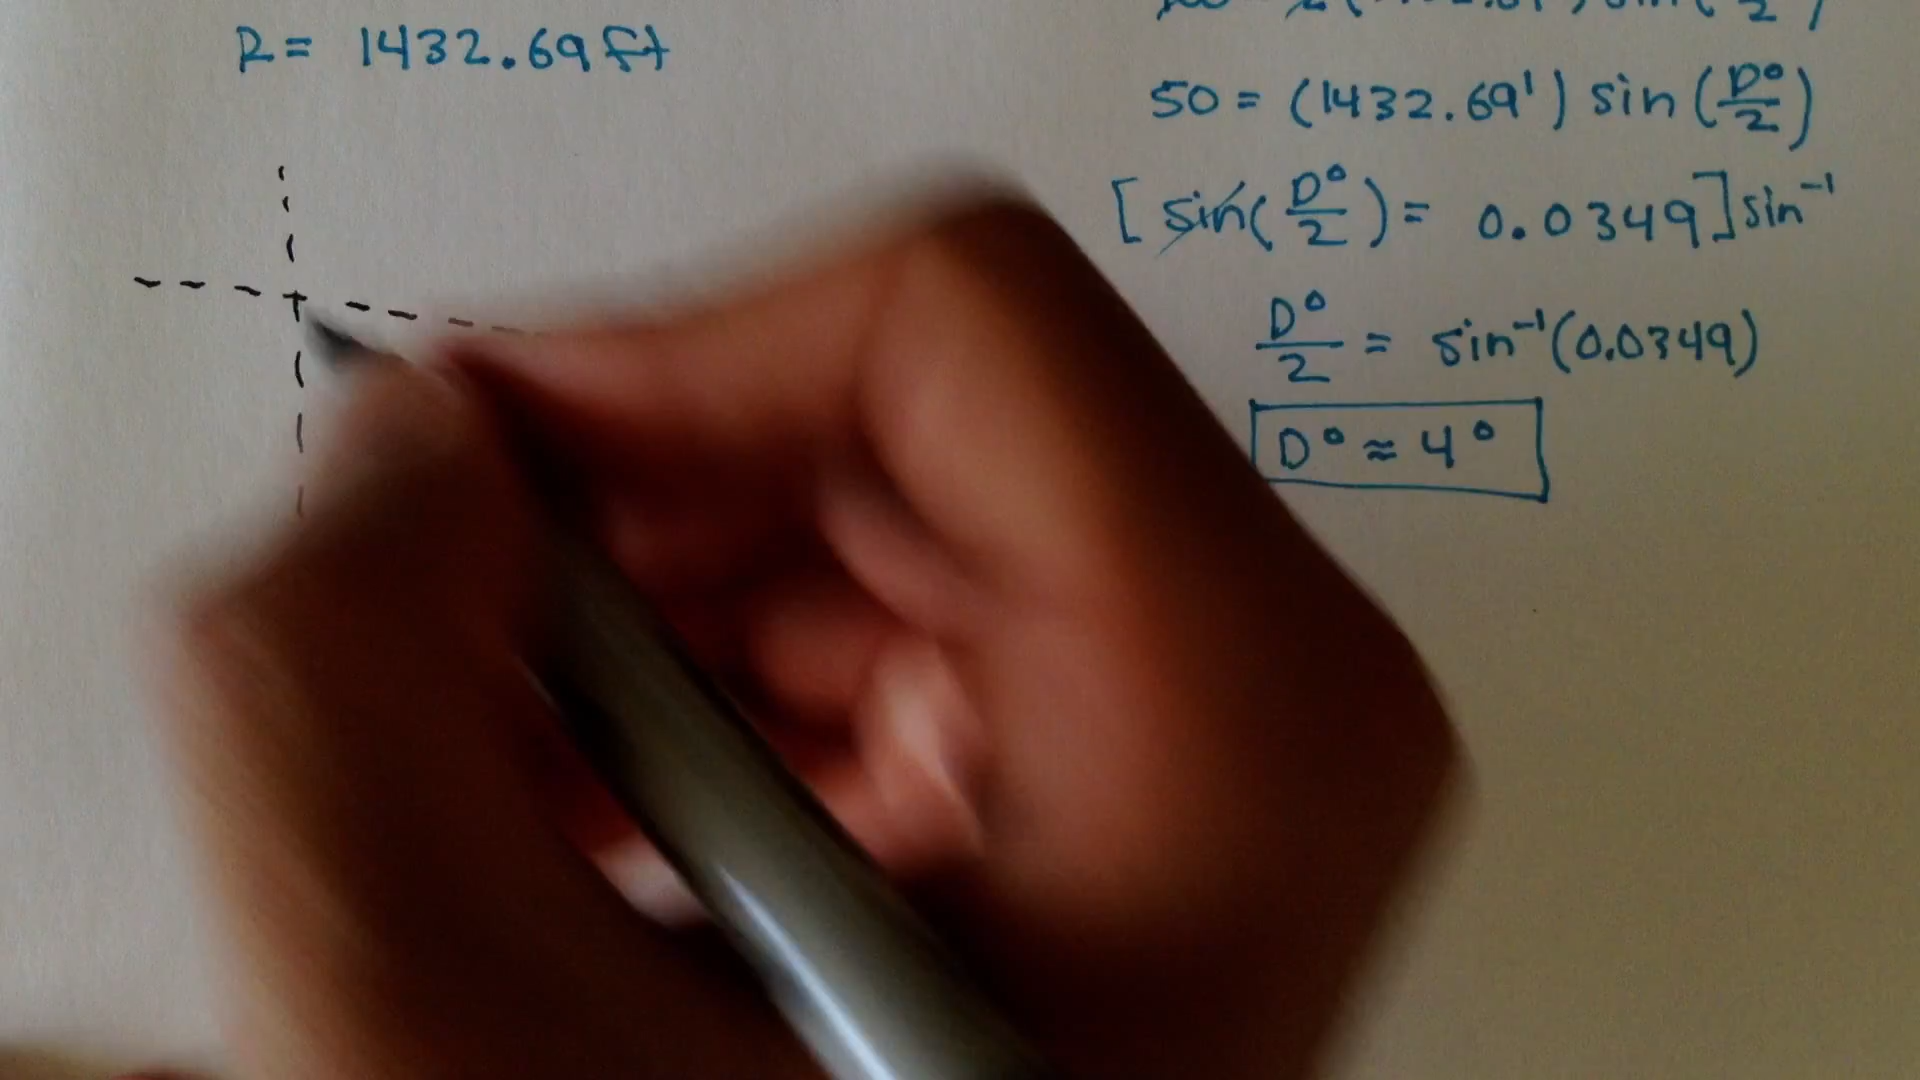 R = 1432.69 ft
50 = (1432.69') sin (D°/2)
[sin(D°/2) = 0.0349] sin⁻¹
D°/2 = sin⁻¹(0.0349)
D° ≈ 4°